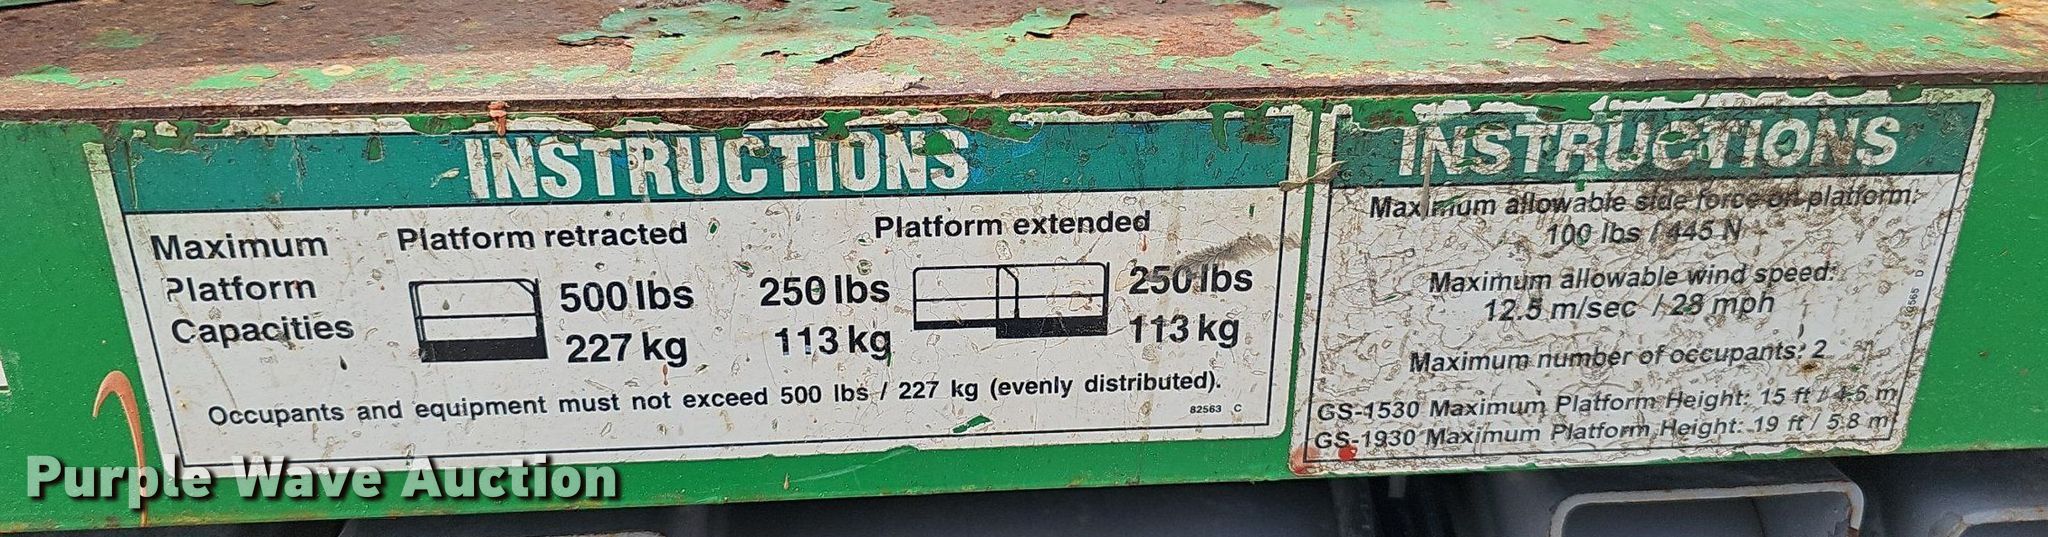 INSTRUCTIONS
Maximum Platform Capacities
Platform retracted
500 lbs
227 kg
Platform extended
250 lbs
113 kg
250 lbs
113 kg
Occupants and equipment must not exceed 500 lbs / 227 kg (evenly distributed).
82563 C
INSTRUCTIONS
Maximum allowable side force on platform:
100 lbs / 445 N
Maximum allowable wind speed:
12.5 m/sec / 28 mph
Maximum number of occupants: 2
GS-1530 Maximum Platform Height: 15 ft / 4.5 m
GS-1930 Maximum Platform Height: 19 ft / 5.8 m
Purple Wave Auction